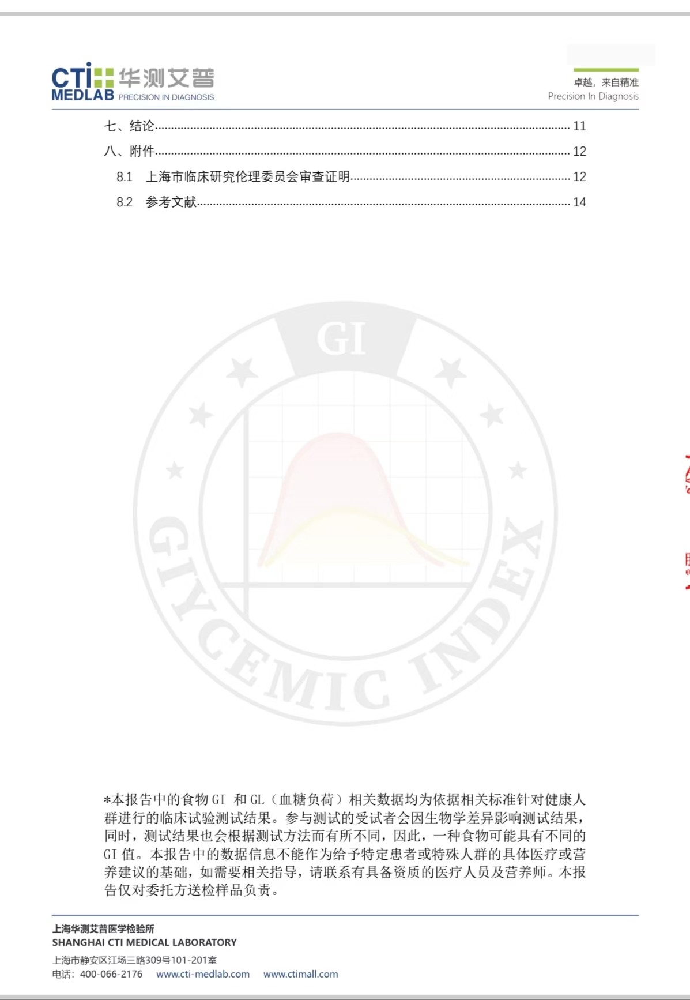 CTi 华测艾普
MEDLAB PRECISION IN DIAGNOSIS
卓越，来自精准
Precision In Diagnosis
七、结论 11
八、附件 12
8.1 上海市临床研究伦理委员会审查证明 12
8.2 参考文献 14
GI
GIYCEMIC INDEX
*本报告中的食物 GI 和 GL（血糖负荷）相关数据均为依据相关标准针对健康人
群进行的临床试验测试结果。参与测试的受试者会因生物学差异影响测试结果，
同时，测试结果也会根据测试方法而有所不同，因此，一种食物可能具有不同的
GI 值。本报告中的数据信息不能作为给予特定患者或特殊人群的具体医疗或营
养建议的基础，如需要相关指导，请联系有具备资质的医疗人员及营养师。本报
告仅对委托方送检样品负责。
上海华测艾普医学检验所
SHANGHAI CTI MEDICAL LABORATORY
上海市静安区江场三路309号101-201室
电话：400-066-2176 www.cti-medlab.com www.ctimall.com